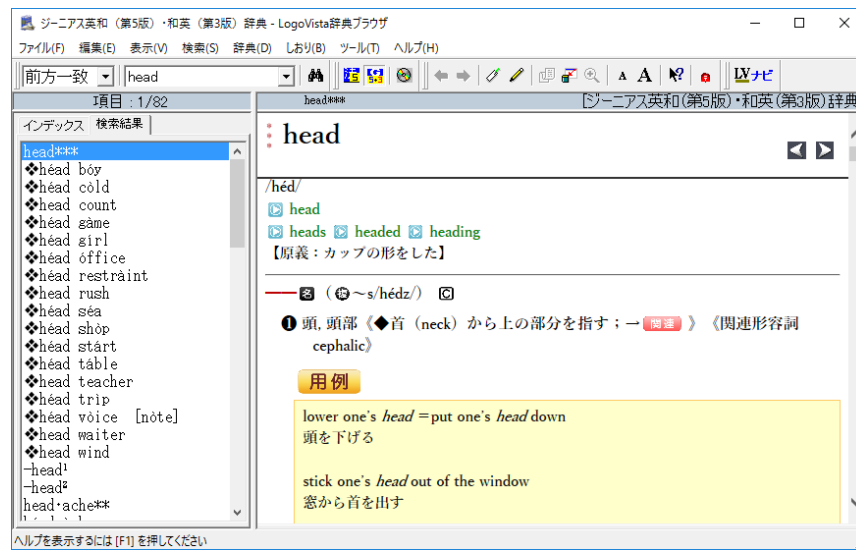 ジーニアス英和（第5版）・和英（第3版）辞典 - LogoVista辞典ブラウザ
ファイル(F) 編集(E) 表示(V) 検索(S) 辞典(D) しおり(B) ツール(T) ヘルプ(H)
前方一致 head LVナビ
項目 : 1/82
head*** [ジーニアス英和(第5版)・和英(第3版)辞典
インデックス 検索結果
head***
❖héad bóy
❖héad còld
❖héad count
❖héad gàme
❖héad gírl
❖héad óffice
❖héad restràint
❖head rush
❖héad séa
❖héad shòp
❖héad stárt
❖héad táble
❖head teacher
❖héad trìp
❖héad vòice [nòte]
❖head waiter
❖head wind
-head¹
-head²
head·ache**
head
/héd/
head
heads headed heading
【原義：カップの形をした】
名 （複～s/hédz/） C
❶ 頭, 頭部《◆首（neck）から上の部分を指す；→ 関連 》《関連形容詞
cephalic》
用例
lower one's head =put one's head down
頭を下げる
stick one's head out of the window
窓から首を出す
ヘルプを表示するには [F1] を押してください